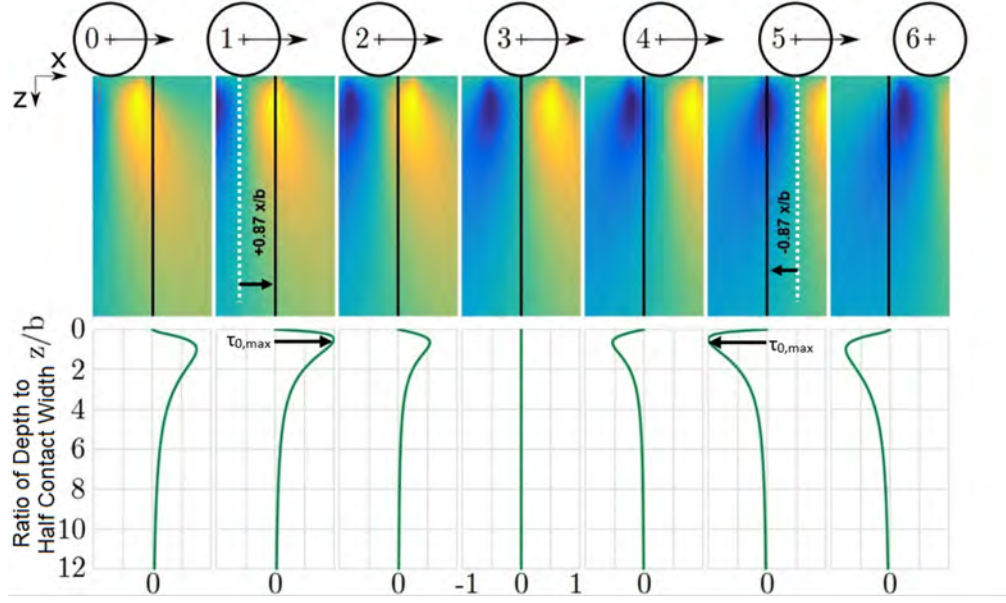 0 1 2 3 4 5 6
x
z
+0.87 x/b
-0.87 x/b
Ratio of Depth to
Half Contact Width z/b
0
2
4
6
8
10
12
τ0,max
τ0,max
0 0 0 -1 0 1 0 0 0